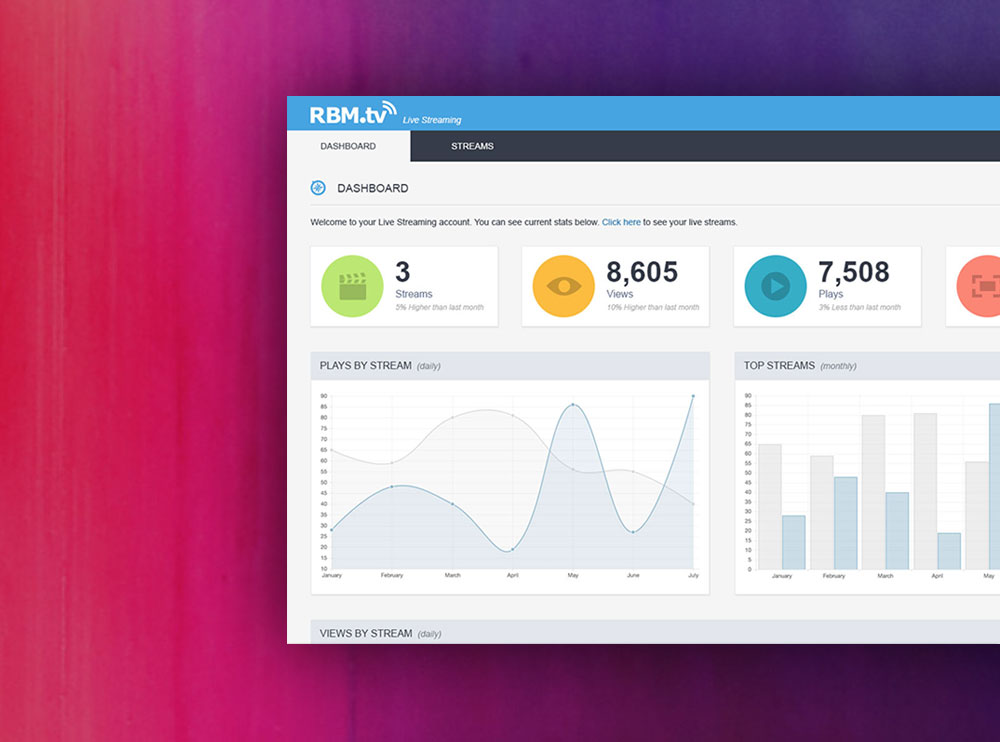 RBM.tv Live Streaming
DASHBOARD STREAMS
DASHBOARD
Welcome to your Live Streaming account. You can see current stats below. Click here to see your live streams.
3
Streams
5% Higher than last month
8,605
Views
10% Higher than last month
7,508
Plays
3% Less than last month
PLAYS BY STREAM (daily)
90
85
80
75
70
65
60
55
50
45
40
35
30
25
20
15
10
January February March April May June July
TOP STREAMS (monthly)
90
85
80
75
70
65
60
55
50
45
40
35
30
25
20
15
10
5
0
January February March April May
VIEWS BY STREAM (daily)